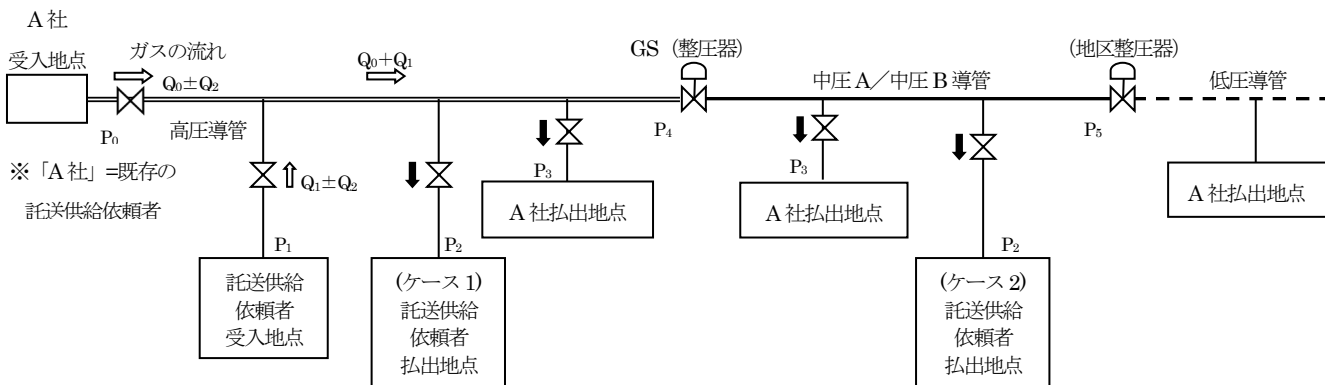 A社
受入地点
ガスの流れ
Q₀±Q₂
Q₀+Q₁
GS（整圧器）
（地区整圧器）
中圧A／中圧B導管
低圧導管
P₀
高圧導管
P₄
P₅
※「A社」=既存の
託送供給依頼者
Q₁±Q₂
P₃
P₃
A社払出地点
A社払出地点
A社払出地点
P₁
P₂
P₂
託送供給
依頼者
受入地点
(ケース1)
託送供給
依頼者
払出地点
(ケース2)
託送供給
依頼者
払出地点